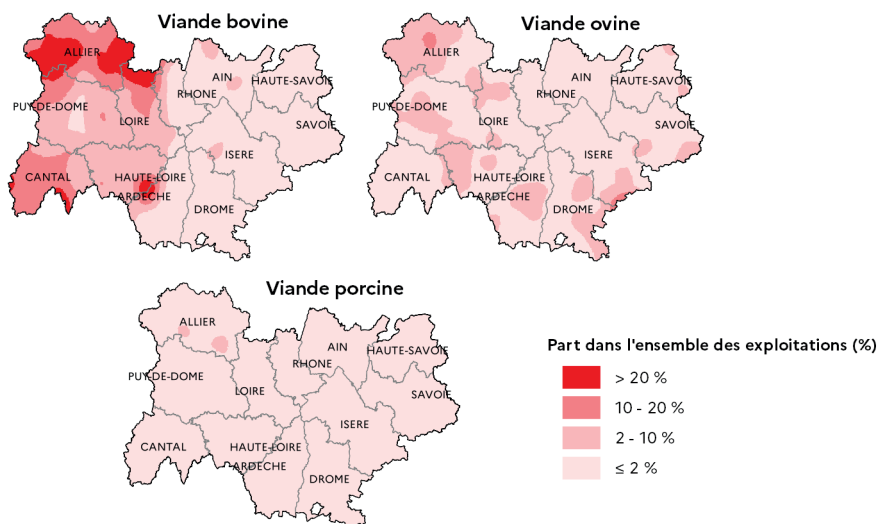 Viande bovine
ALLIER
AIN
HAUTE-SAVOIE
RHONE
PUY-DE-DOME
LOIRE
SAVOIE
ISERE
CANTAL
HAUTE-LOIRE
ARDECHE
DROME
Viande ovine
ALLIER
AIN
HAUTE-SAVOIE
RHONE
PUY-DE-DOME
LOIRE
SAVOIE
ISERE
CANTAL
HAUTE-LOIRE
ARDECHE
DROME
Viande porcine
ALLIER
AIN
HAUTE-SAVOIE
RHONE
PUY-DE-DOME
LOIRE
SAVOIE
ISERE
CANTAL
HAUTE-LOIRE
ARDECHE
DROME
Part dans l'ensemble des exploitations (%)
> 20 %
10 - 20 %
2 - 10 %
≤ 2 %